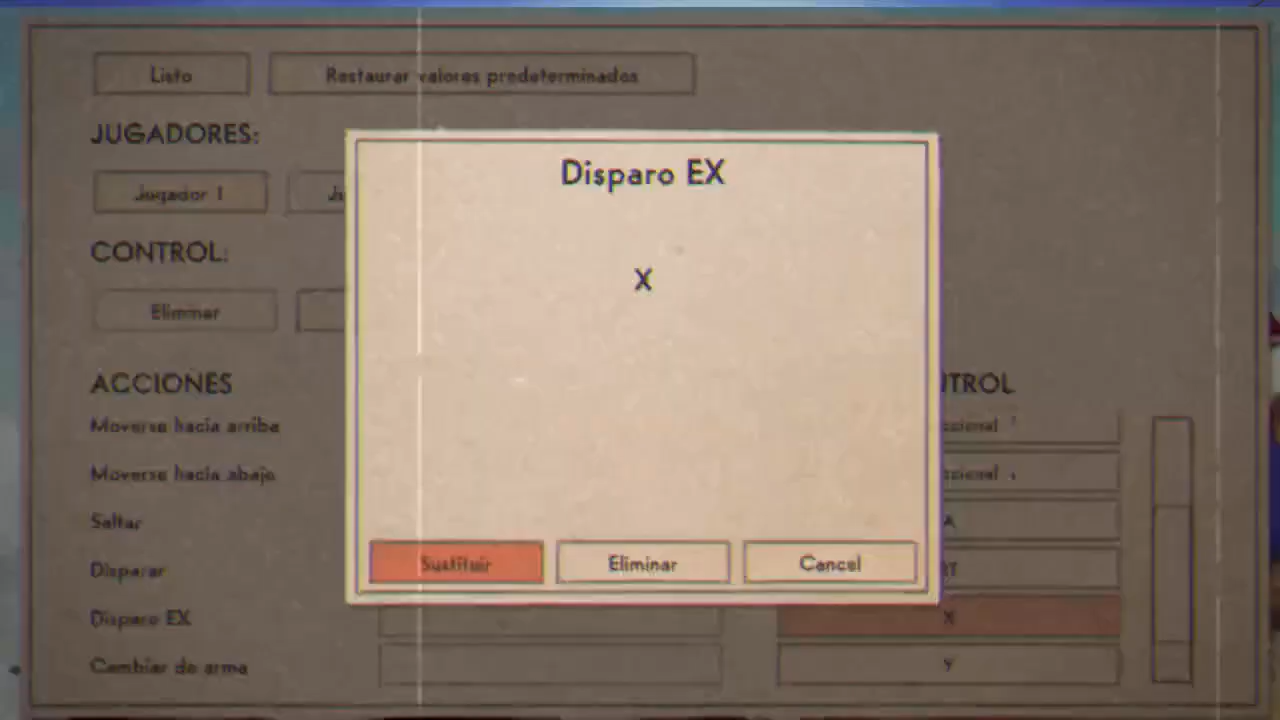 Listo
Restaurar valores predeterminados
JUGADORES:
Jugador 1
Disparo EX
CONTROL:
X
Eliminar
ACCIONES
Moverse hacia arriba
Moverse hacia abajo
Saltar
A
Sustituir
Eliminar
Cancel
Disparar
Disparo EX
X
Cambiar de arma
Y